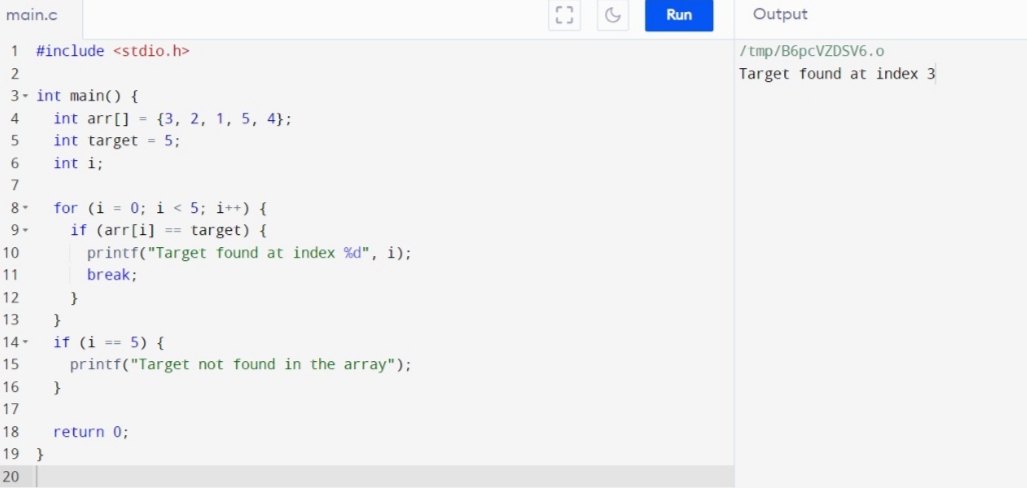 main.c
Run
Output
1 #include <stdio.h>
2
3 int main() {
4 int arr[] = {3, 2, 1, 5, 4};
5 int target = 5;
6 int i;
7
8 for (i = 0; i < 5; i++) {
9 if (arr[i] == target) {
10 printf("Target found at index %d", i);
11 break;
12 }
13 }
14 if (i == 5) {
15 printf("Target not found in the array");
16 }
17
18 return 0;
19 }
20
/tmp/B6pcVZDSV6.o
Target found at index 3